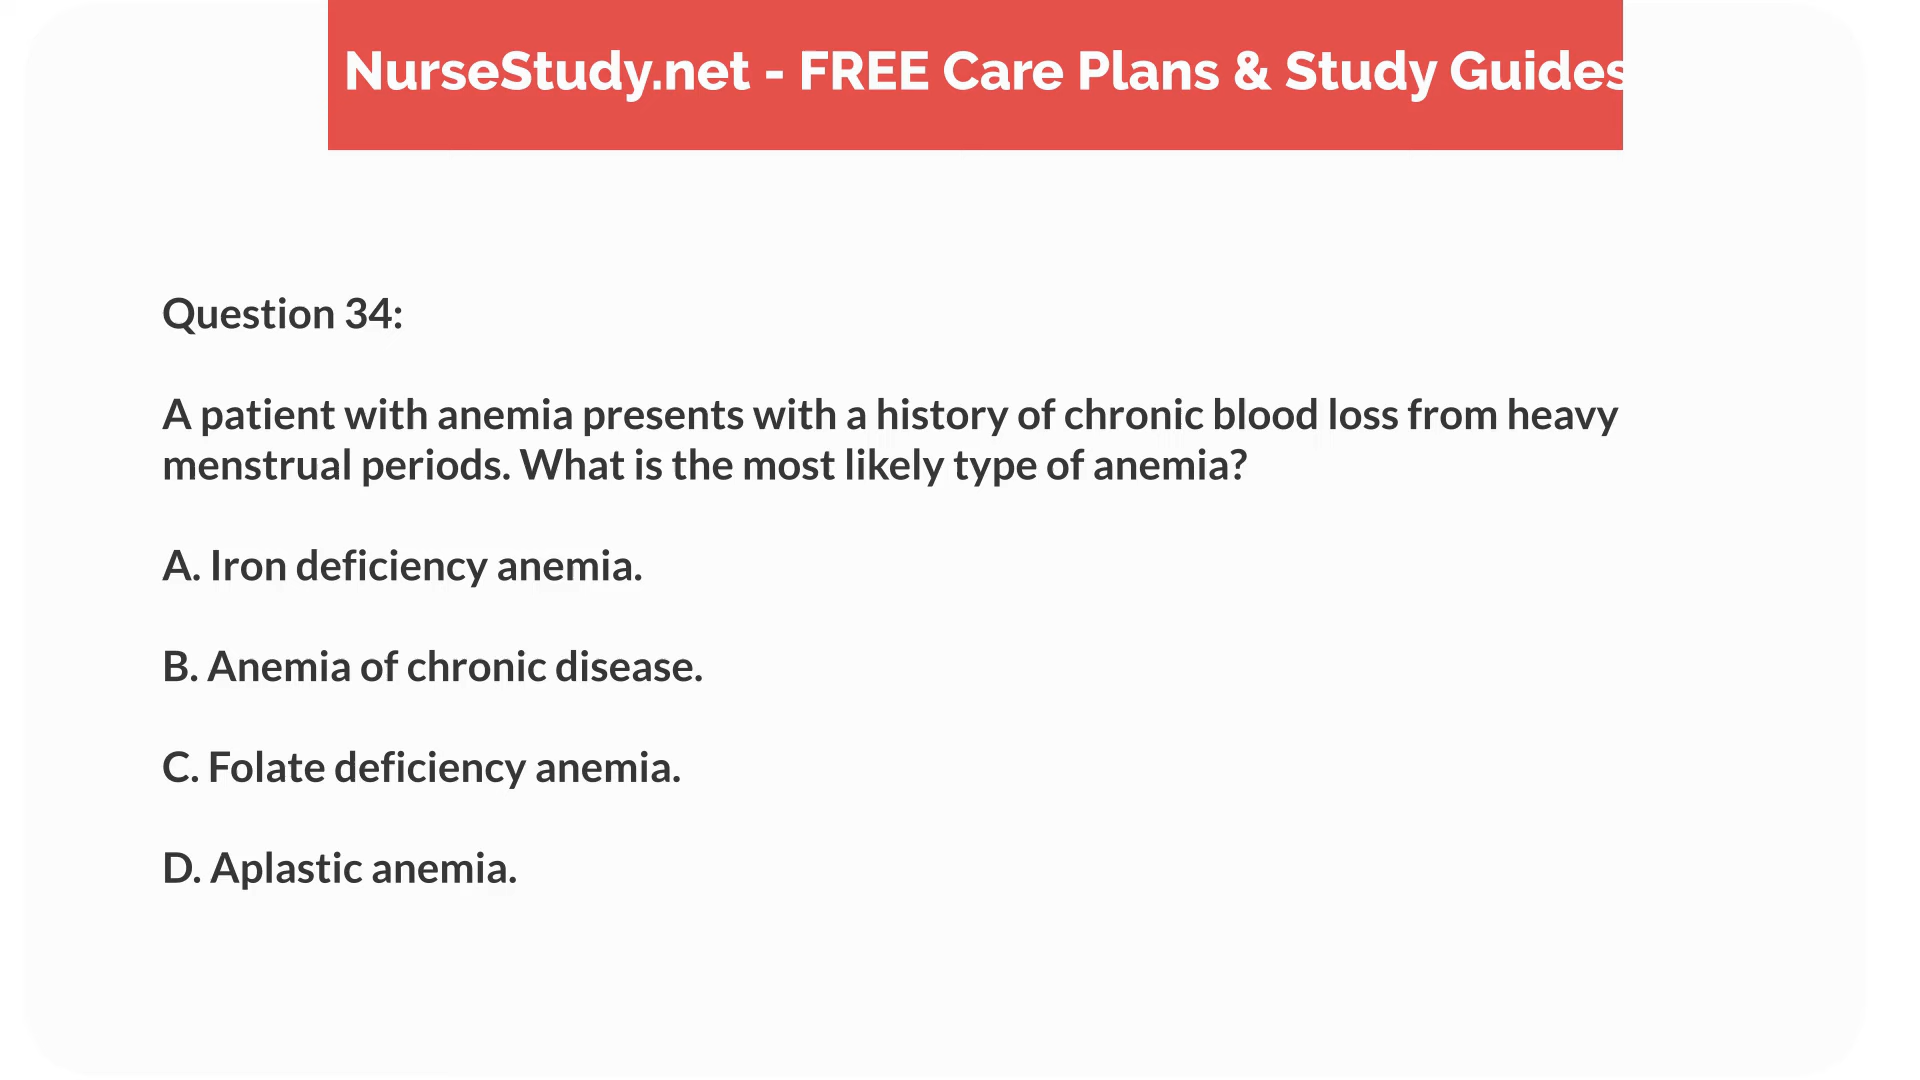 NurseStudy.net - FREE Care Plans & Study Guides
Question 34:
A patient with anemia presents with a history of chronic blood loss from heavy
menstrual periods. What is the most likely type of anemia?
A. Iron deficiency anemia.
B. Anemia of chronic disease.
C. Folate deficiency anemia.
D. Aplastic anemia.